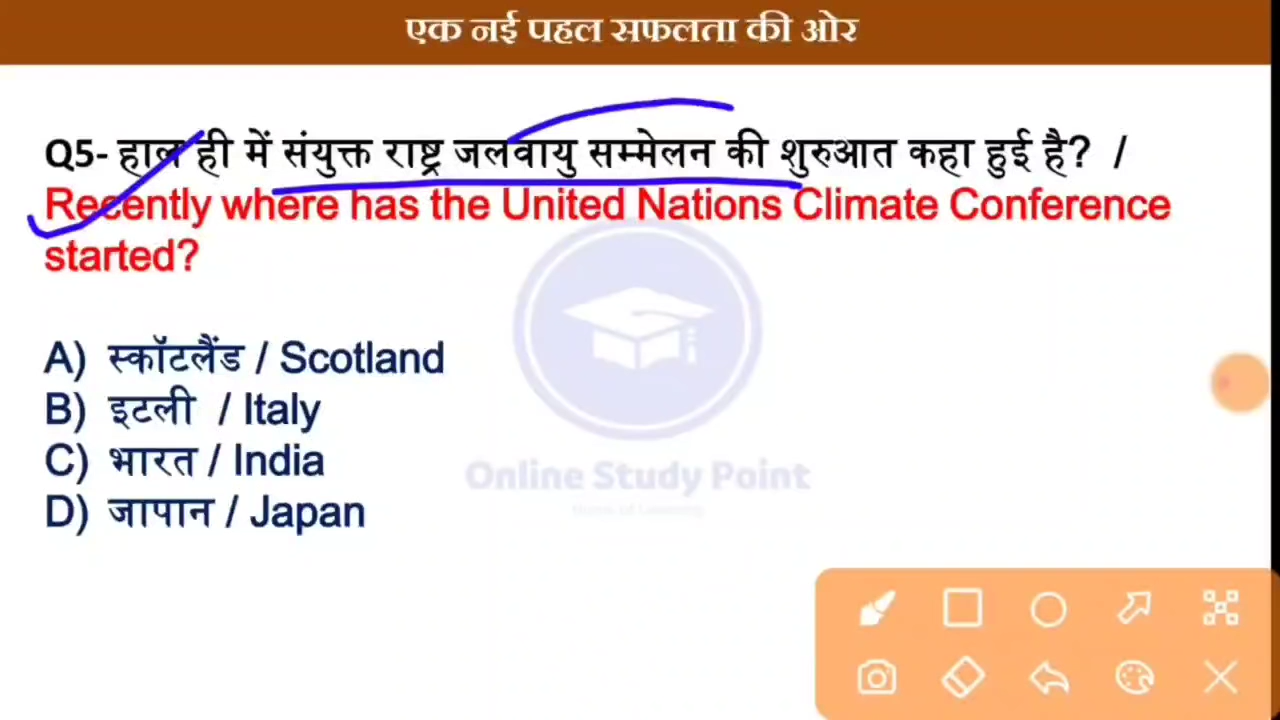 एक नई पहल सफलता की ओर
Q5- हाल ही में संयुक्त राष्ट्र जलवायु सम्मेलन की शुरुआत कहा हुई है? /
Recently where has the United Nations Climate Conference
started?
A) स्कॉटलैंड / Scotland
B) इटली / Italy
C) भारत / India
D) जापान / Japan
Online Study Point